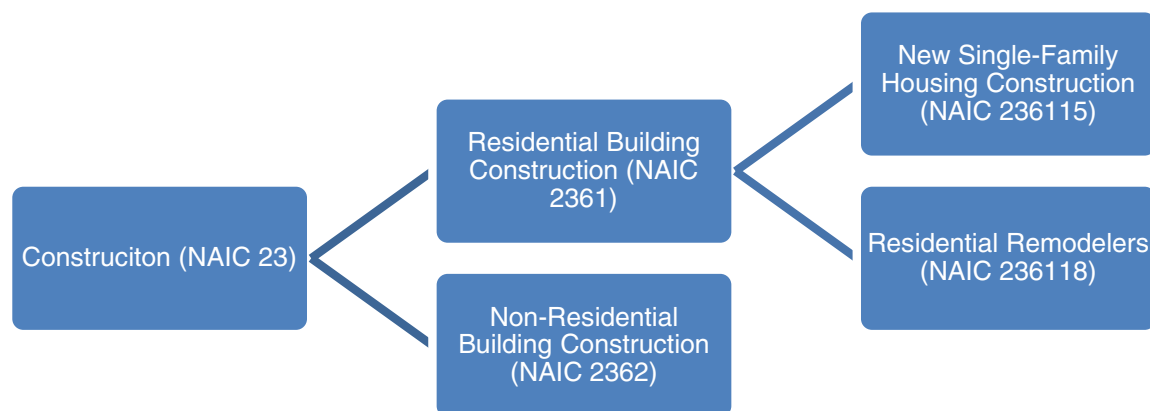 Construciton (NAIC 23)
Residential Building
Construction (NAIC
2361)
Non-Residential
Building Construction
(NAIC 2362)
New Single-Family
Housing Construction
(NAIC 236115)
Residential Remodelers
(NAIC 236118)